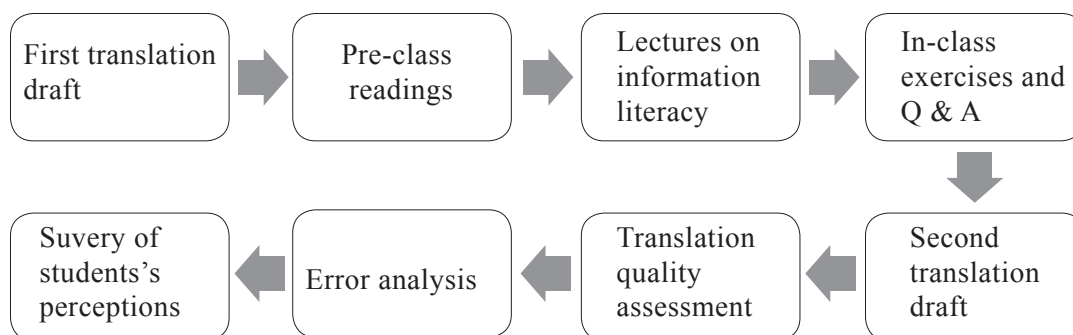 First translation
draft
Pre-class
readings
Lectures on
information
literacy
In-class
exercises and
Q & A
Suvery of
students's
perceptions
Error analysis
Translation
quality
assessment
Second
translation
draft